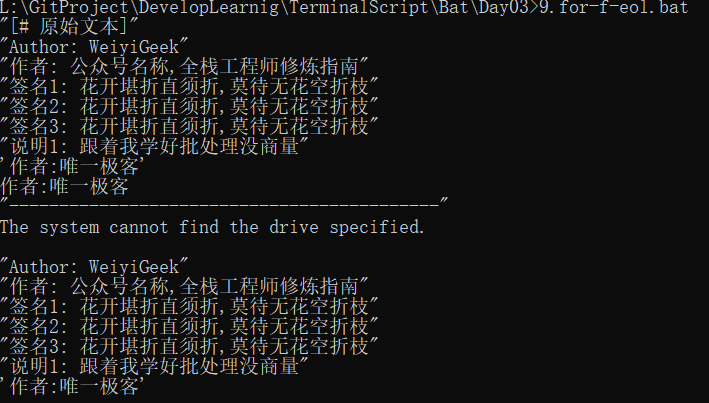 L:\GitProject\DevelopLearnig\TerminalScript\Bat\Day03>9.for-f-eol.bat
"[# 原始文本]"
"Author: WeiyiGeek"
"作者: 公众号名称,全栈工程师修炼指南"
"签名1: 花开堪折直须折,莫待无花空折枝"
"签名2: 花开堪折直须折,莫待无花空折枝"
"签名3: 花开堪折直须折,莫待无花空折枝"
"说明1: 跟着我学好批处理没商量"
'作者:唯一极客'
作者:唯一极客
"-------------------------------------------"
The system cannot find the drive specified.
"Author: WeiyiGeek"
"作者: 公众号名称,全栈工程师修炼指南"
"签名1: 花开堪折直须折,莫待无花空折枝"
"签名2: 花开堪折直须折,莫待无花空折枝"
"签名3: 花开堪折直须折,莫待无花空折枝"
"说明1: 跟着我学好批处理没商量"
'作者:唯一极客'